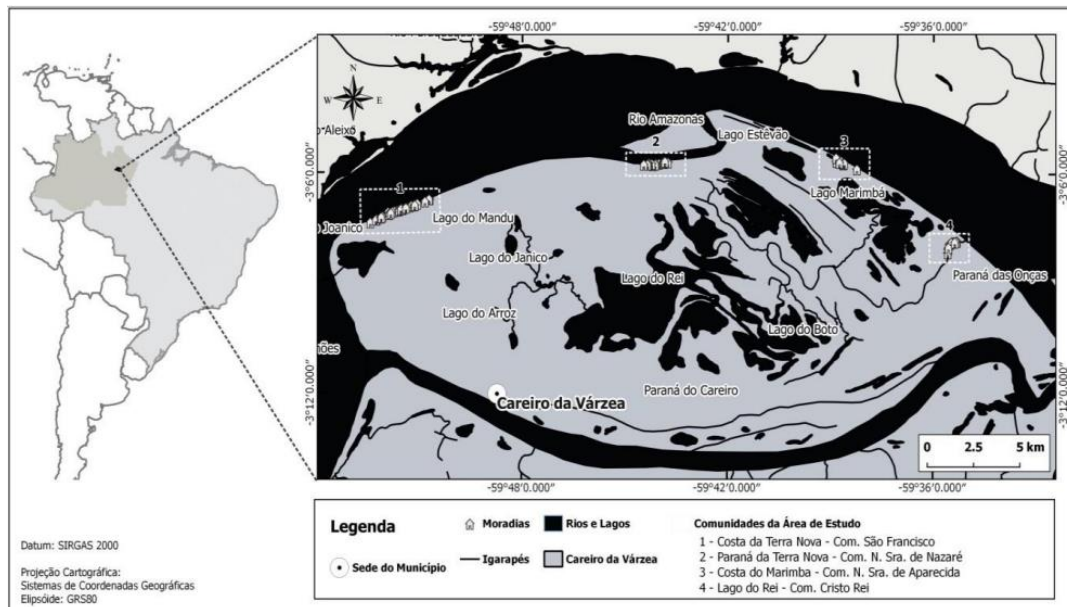 -59°48'0.000"
-59°42'0.000"
-59°36'0.000"
N
W E
S
o Aleixo
Rio Amazonas
2
Lago Estêvão
3
-3°6'0.000"
-3°6'0.000"
1
Lago Marimbá
o Joanico
Lago do Mandu
4
Lago do Janico
Lago do Rei
Paraná das Onças
Lago do Arroz
Lago do Boto
mões
Paraná do Careiro
Careiro da Várzea
-3°12'0.000"
-3°12'0.000"
0 2.5 5 km
-59°48'0.000"
-59°42'0.000"
-59°36'0.000"
Legenda
Moradias
Rios e Lagos
Sede do Município
Igarapés
Careiro da Várzea
Comunidades da Área de Estudo
1 - Costa da Terra Nova - Com. São Francisco
2 - Paraná da Terra Nova - Com. N. Sra. de Nazaré
3 - Costa do Marimba - Com. N. Sra. de Aparecida
4 - Lago do Rei - Com. Cristo Rei
Datum: SIRGAS 2000
Projeção Cartográfica:
Sistemas de Coordenadas Geográficas
Elipsóide: GRS80